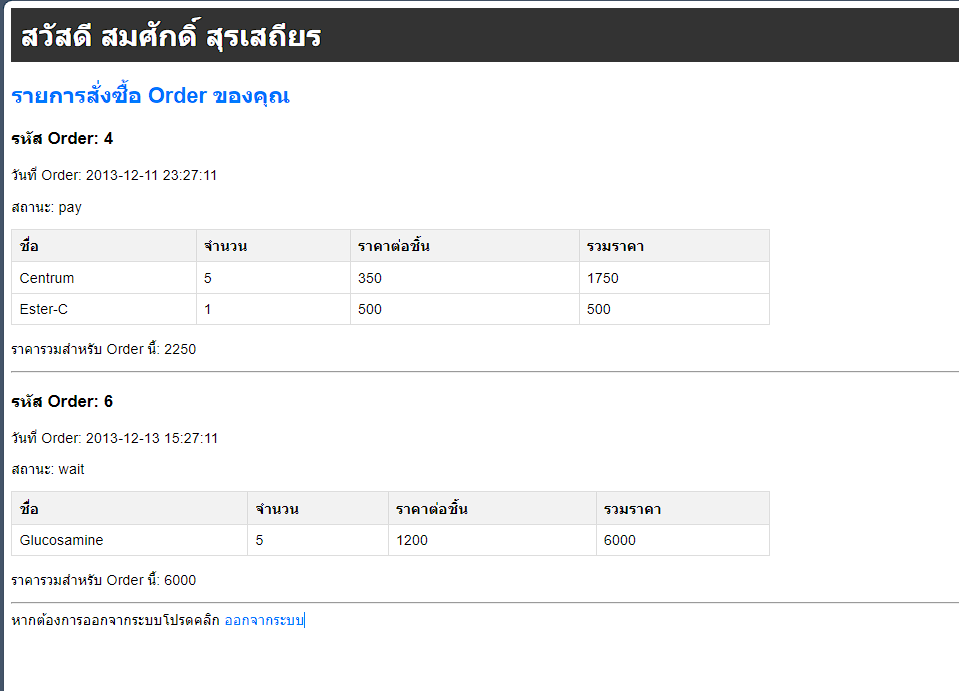 สวัสดี สมศักดิ์ สุรเสถียร
รายการสั่งซื้อ Order ของคุณ
รหัส Order: 4
วันที่ Order: 2013-12-11 23:27:11
สถานะ: pay
ชื่อ จำนวน ราคาต่อชิ้น รวมราคา
Centrum 5 350 1750
Ester-C 1 500 500
ราคารวมสำหรับ Order นี้: 2250
รหัส Order: 6
วันที่ Order: 2013-12-13 15:27:11
สถานะ: wait
ชื่อ จำนวน ราคาต่อชิ้น รวมราคา
Glucosamine 5 1200 6000
ราคารวมสำหรับ Order นี้: 6000
หากต้องการออกจากระบบโปรดคลิก ออกจากระบบ